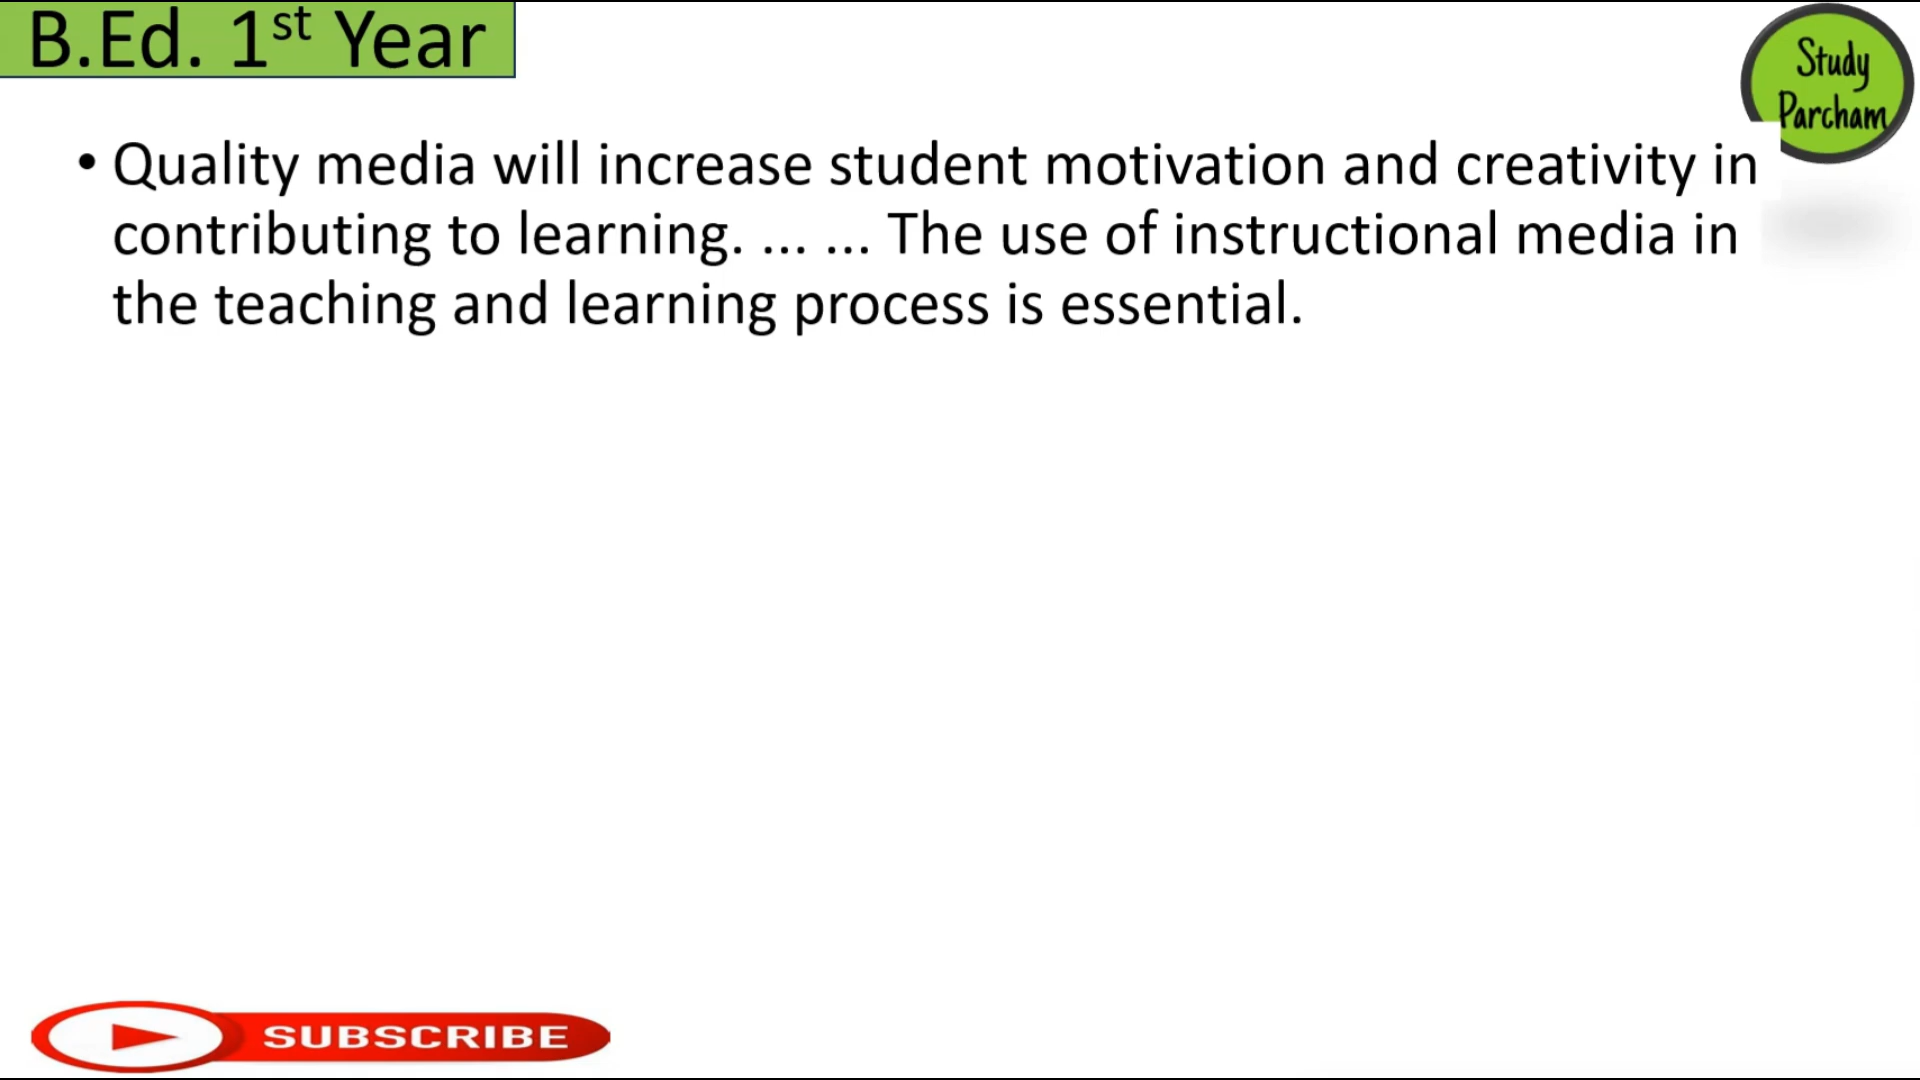 B.Ed. 1st Year
Study
Parcham
• Quality media will increase student motivation and creativity in
contributing to learning. ... ... The use of instructional media in
the teaching and learning process is essential.
SUBSCRIBE